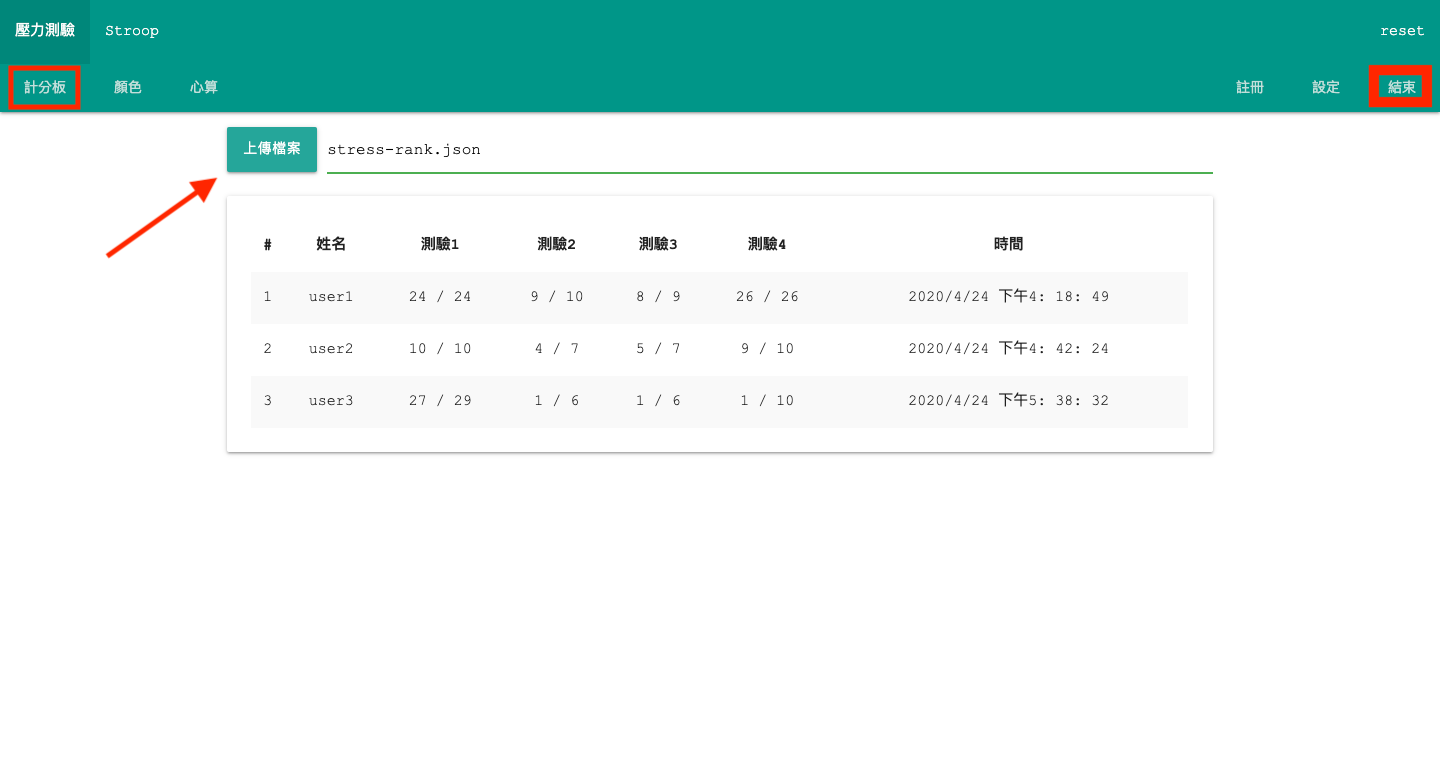 壓力測驗 Stroop reset
計分板 顏色 心算 註冊 設定 結束
上傳檔案 stress-rank.json
# 姓名 測驗1 測驗2 測驗3 測驗4 時間
1 user1 24 / 24 9 / 10 8 / 9 26 / 26 2020/4/24 下午4: 18: 49
2 user2 10 / 10 4 / 7 5 / 7 9 / 10 2020/4/24 下午4: 42: 24
3 user3 27 / 29 1 / 6 1 / 6 1 / 10 2020/4/24 下午5: 38: 32